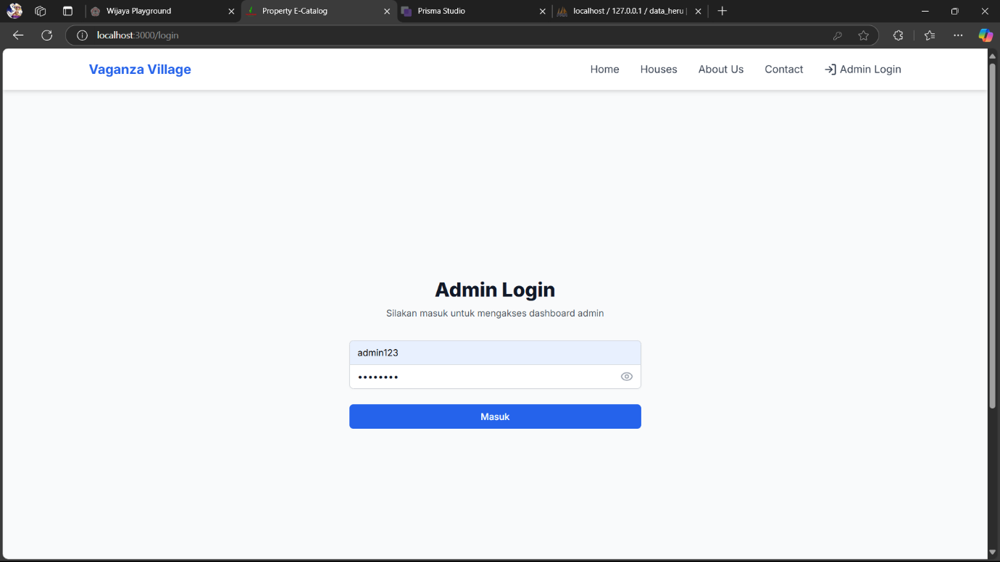 Wijaya Playground
Property E-Catalog
Prisma Studio
localhost / 127.0.0.1 / data_heru |
localhost:3000/login
Vaganza Village
Home
Houses
About Us
Contact
Admin Login
Admin Login
Silakan masuk untuk mengakses dashboard admin
admin123
••••••••
Masuk